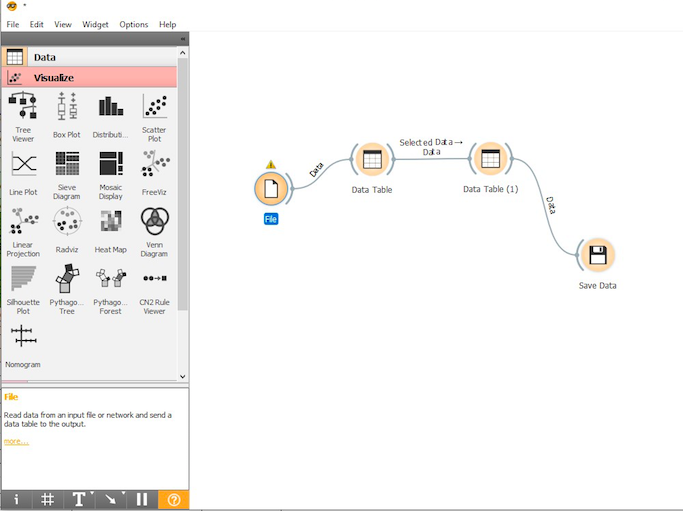 File Edit View Widget Options Help
Data
Visualize
Tree Viewer
Box Plot
Distributi...
Scatter Plot
Line Plot
Sieve Diagram
Mosaic Display
FreeViz
Linear Projection
Radviz
Heat Map
Venn Diagram
Silhouette Plot
Pythago... Tree
Pythago... Forest
CN2 Rule Viewer
Nomogram
File
Read data from an input file or network and send a
data table to the output.
more...
File
Data
Data Table
Selected Data→
Data
Data Table (1)
Data
Save Data